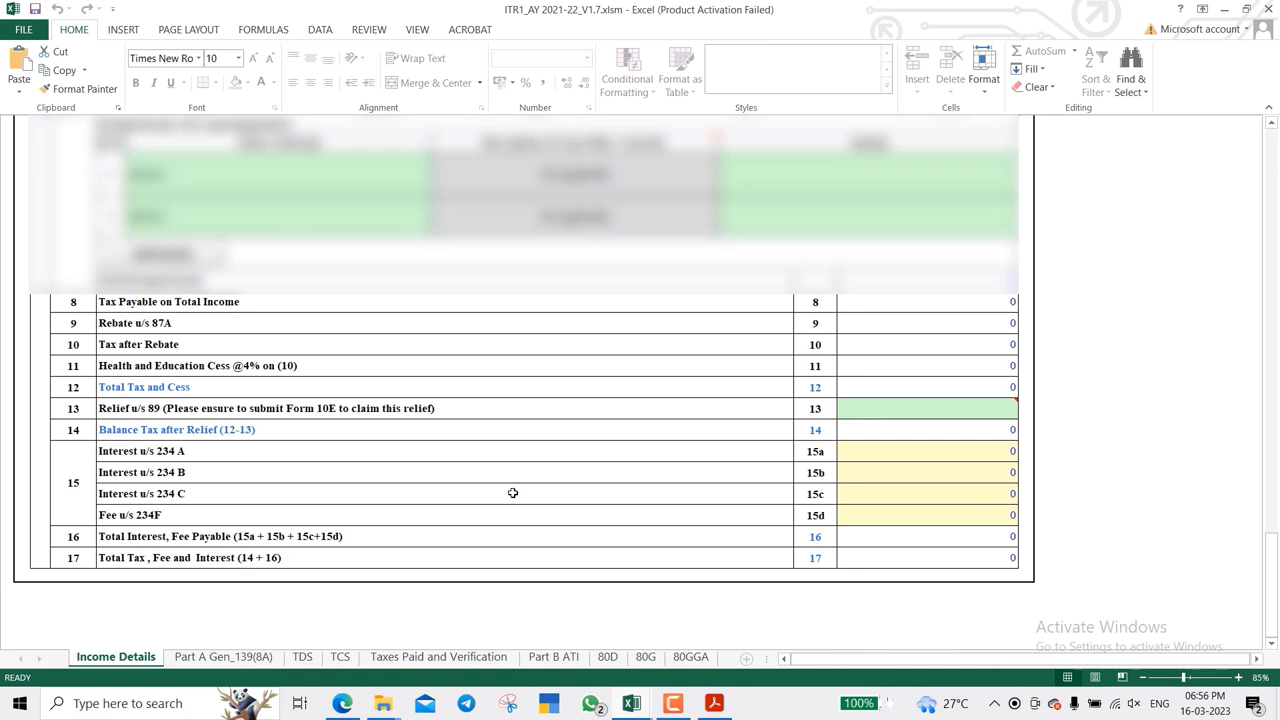 ITR1_AY 2021-22_V1.7.xlsm - Excel (Product Activation Failed)
FILE HOME INSERT PAGE LAYOUT FORMULAS DATA REVIEW VIEW ACROBAT Microsoft account
Paste Cut Copy Format Painter
Times New Ro 10
B I U
Wrap Text
Merge & Center
%
Conditional Formatting Format as Table
Insert Delete Format
AutoSum Fill Clear
Sort & Filter Find & Select
Clipboard Font Alignment Number Styles Cells Editing
8 Tax Payable on Total Income 8 0
9 Rebate u/s 87A 9 0
10 Tax after Rebate 10 0
11 Health and Education Cess @4% on (10) 11 0
12 Total Tax and Cess 12 0
13 Relief u/s 89 (Please ensure to submit Form 10E to claim this relief) 13
14 Balance Tax after Relief (12-13) 14 0
15 Interest u/s 234 A 15a 0
Interest u/s 234 B 15b 0
Interest u/s 234 C 15c 0
Fee u/s 234F 15d 0
16 Total Interest, Fee Payable (15a + 15b + 15c+15d) 16 0
17 Total Tax , Fee and Interest (14 + 16) 17 0
Activate Windows
Go to Settings to activate Windows.
Income Details Part A Gen_139(8A) TDS TCS Taxes Paid and Verification Part B ATI 80D 80G 80GGA
READY 85%
Type here to search 2 100% 27°C ENG 06:56 PM
16-03-2023 2